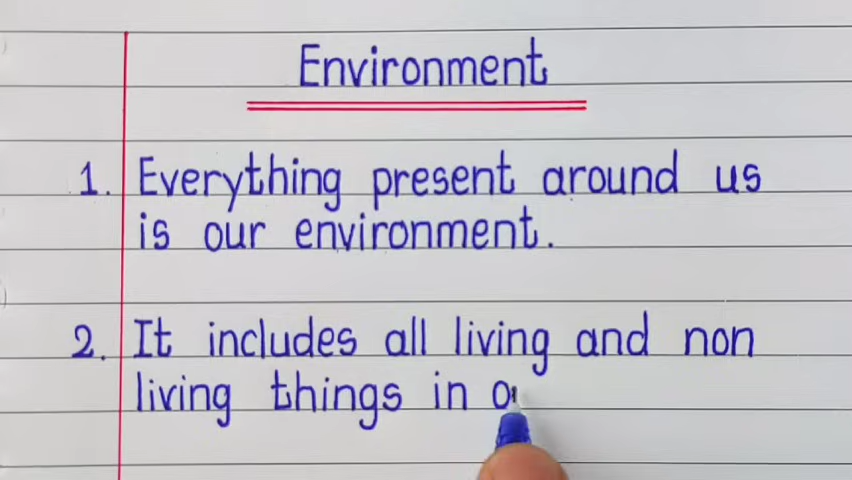 Environment
1. Everything present around us
is our environment.
2. It includes all living and non
living things in